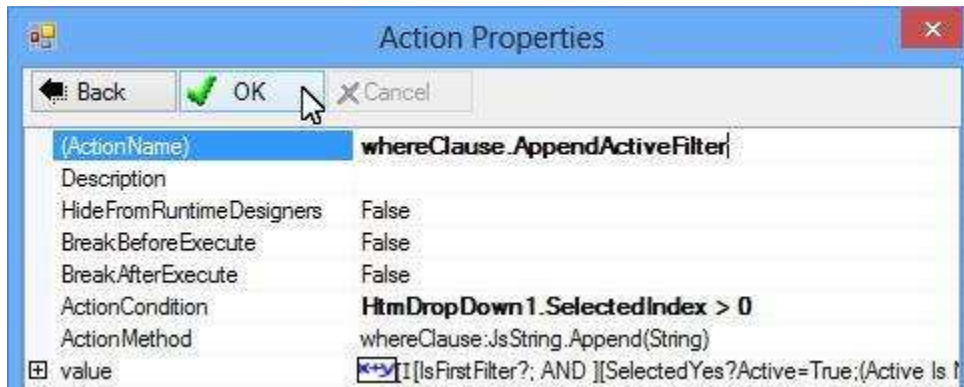 Action Properties
Back OK Cancel
(ActionName) whereClause.AppendActiveFilter
Description
HideFromRuntimeDesigners False
BreakBeforeExecute False
BreakAfterExecute False
ActionCondition HtmDropDown1.SelectedIndex > 0
ActionMethod whereClause:JsString.Append(String)
value [IsFirstFilter?; AND ][SelectedYes?Active=True;(Active Is